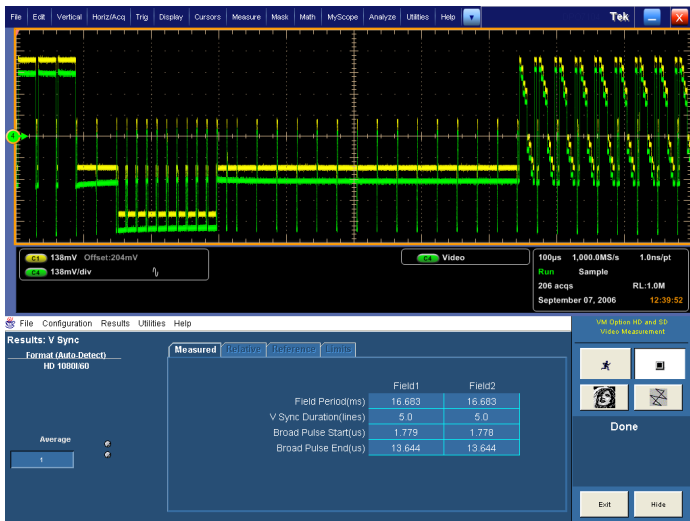 File Edit Vertical Horiz/Acq Trig Display Cursors Measure Mask Math MyScope Analyze Utilities Help Tek
4
C1 138mV Offset:204mV
C4 138mV/div
C4 Video
100µs 1,000.0MS/s 1.0ns/pt
Run Sample
206 acqs RL:1.0M
September 07, 2006 12:39:52
File Configuration Results Utilities Help
Results: V Sync
Format (Auto-Detect)
HD 1080I/60
Average
1
Measured Relative Reference Limits
Field1 Field2
Field Period(ms) 16.683 16.683
V Sync Duration(lines) 5.0 5.0
Broad Pulse Start(us) 1.779 1.778
Broad Pulse End(us) 13.644 13.644
VM Option HD and SD
Video Measurement
Done
Exit Hide